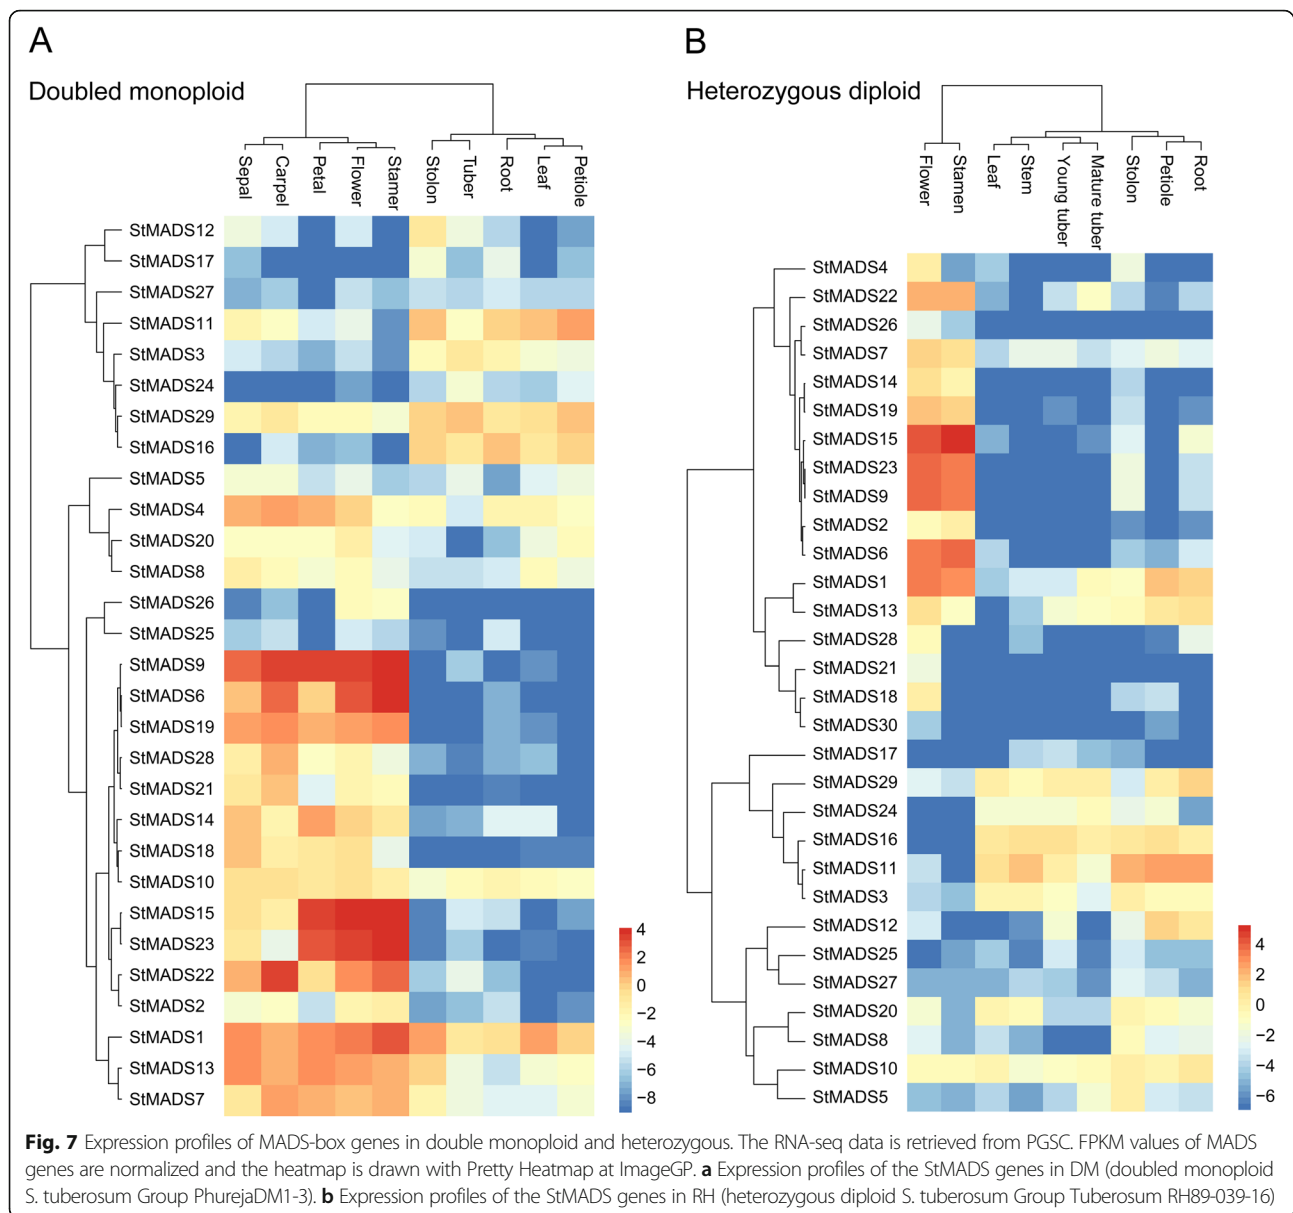 A
Doubled monoploid
Sepal
Carpel
Petal
Flower
Stamer
Stolon
Tuber
Root
Leaf
Petiole
StMADS12
StMADS17
StMADS27
StMADS11
StMADS3
StMADS24
StMADS29
StMADS16
StMADS5
StMADS4
StMADS20
StMADS8
StMADS26
StMADS25
StMADS9
StMADS6
StMADS19
StMADS28
StMADS21
StMADS14
StMADS18
StMADS10
StMADS15
StMADS23
StMADS22
StMADS2
StMADS1
StMADS13
StMADS7
4
2
0
−2
−4
−6
−8
B
Heterozygous diploid
Flower
Stamen
Leaf
Stem
Young tuber
Mature tuber
Stolon
Petiole
Root
StMADS4
StMADS22
StMADS26
StMADS7
StMADS14
StMADS19
StMADS15
StMADS23
StMADS9
StMADS2
StMADS6
StMADS1
StMADS13
StMADS28
StMADS21
StMADS18
StMADS30
StMADS17
StMADS29
StMADS24
StMADS16
StMADS11
StMADS3
StMADS12
StMADS25
StMADS27
StMADS20
StMADS8
StMADS10
StMADS5
4
2
0
−2
−4
−6
Fig. 7 Expression profiles of MADS-box genes in double monoploid and heterozygous. The RNA-seq data is retrieved from PGSC. FPKM values of MADS
genes are normalized and the heatmap is drawn with Pretty Heatmap at ImageGP. a Expression profiles of the StMADS genes in DM (doubled monoploid
S. tuberosum Group PhurejaDM1-3). b Expression profiles of the StMADS genes in RH (heterozygous diploid S. tuberosum Group Tuberosum RH89-039-16)